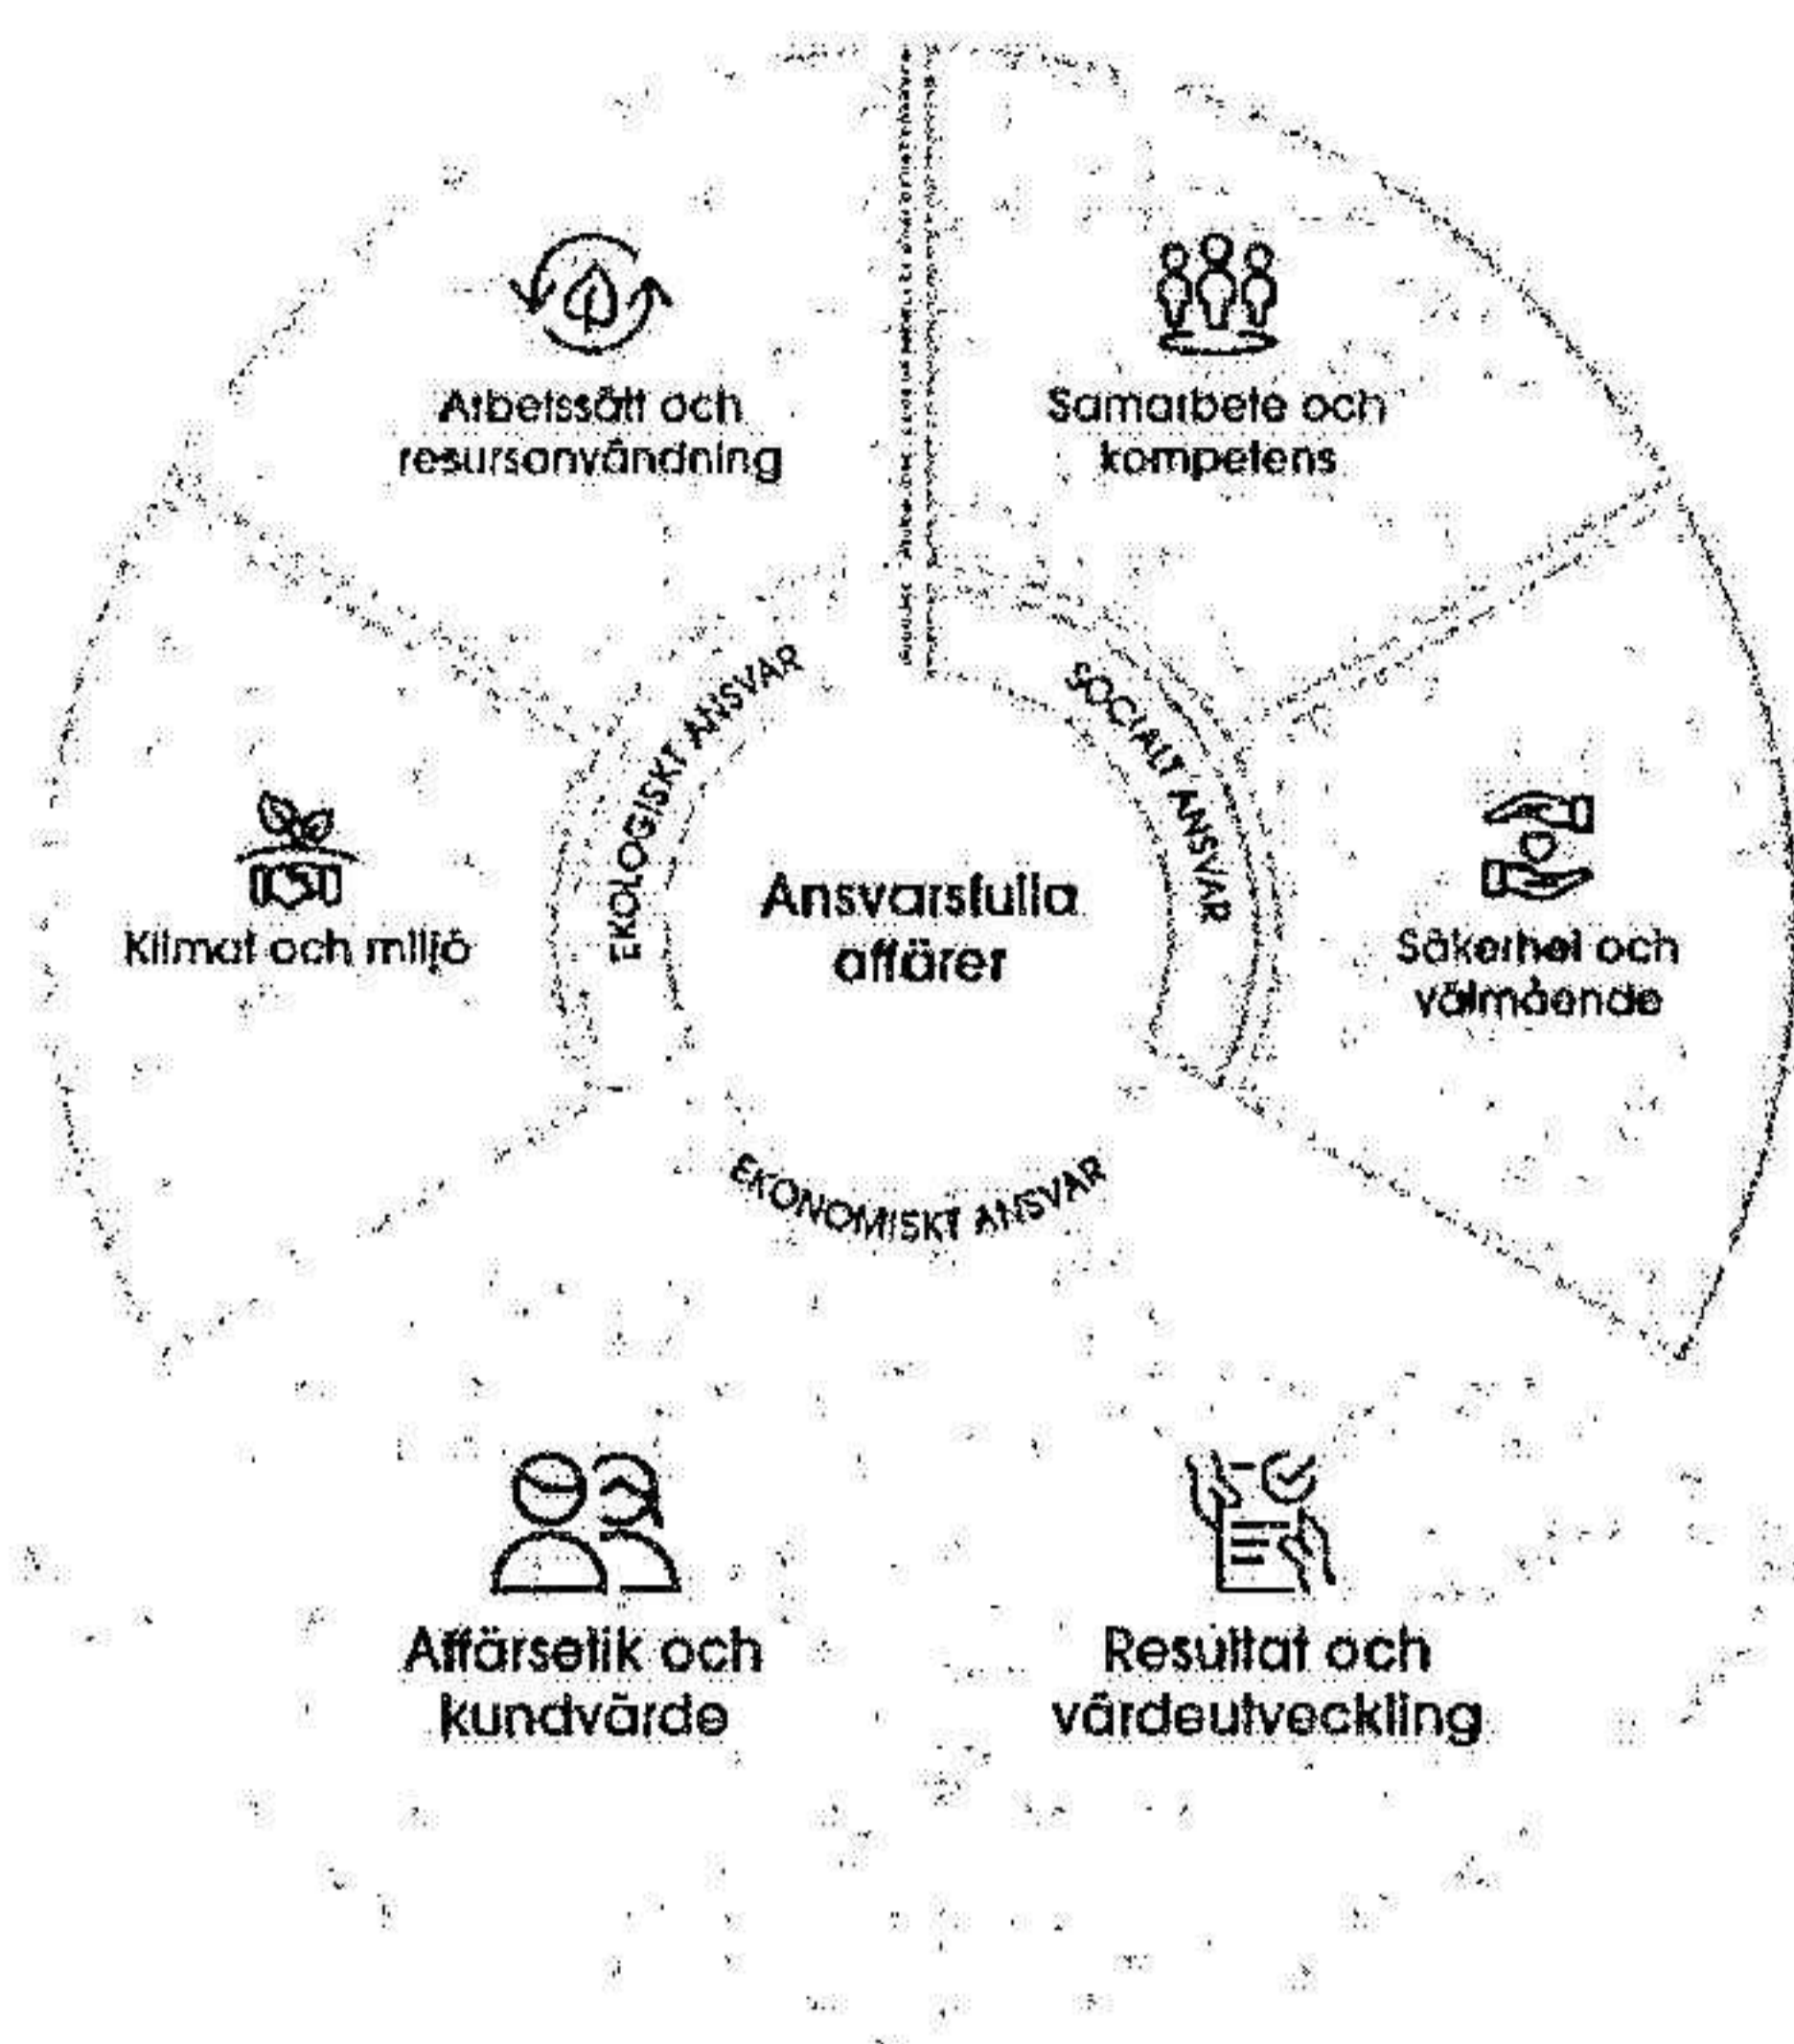 Arbetssätt och
resursanvändning
Samarbete och
kompetens
EKOLOGISKT ANSVAR
SOCIALT ANSVAR
Klimat och miljö
Ansvarsfulla
affärer
Säkerhet och
välmående
EKONOMISKT ANSVAR
Affärsetik och
kundvärde
Resultat och
värdeutveckling